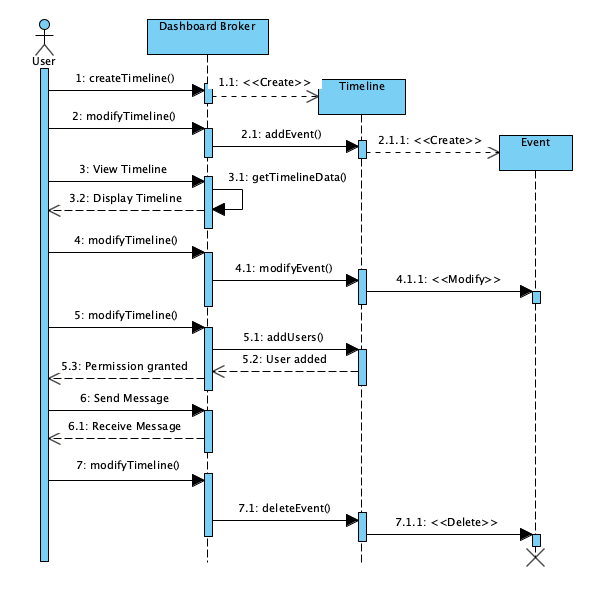 Dashboard Broker
User
1: createTimeline()
1.1: <<Create>>
Timeline
2: modifyTimeline()
2.1: addEvent()
2.1.1: <<Create>>
Event
3: View Timeline
3.1: getTimelineData()
3.2: Display Timeline
4: modifyTimeline()
4.1: modifyEvent()
4.1.1: <<Modify>>
5: modifyTimeline()
5.1: addUsers()
5.2: User added
5.3: Permission granted
6: Send Message
6.1: Receive Message
7: modifyTimeline()
7.1: deleteEvent()
7.1.1: <<Delete>>